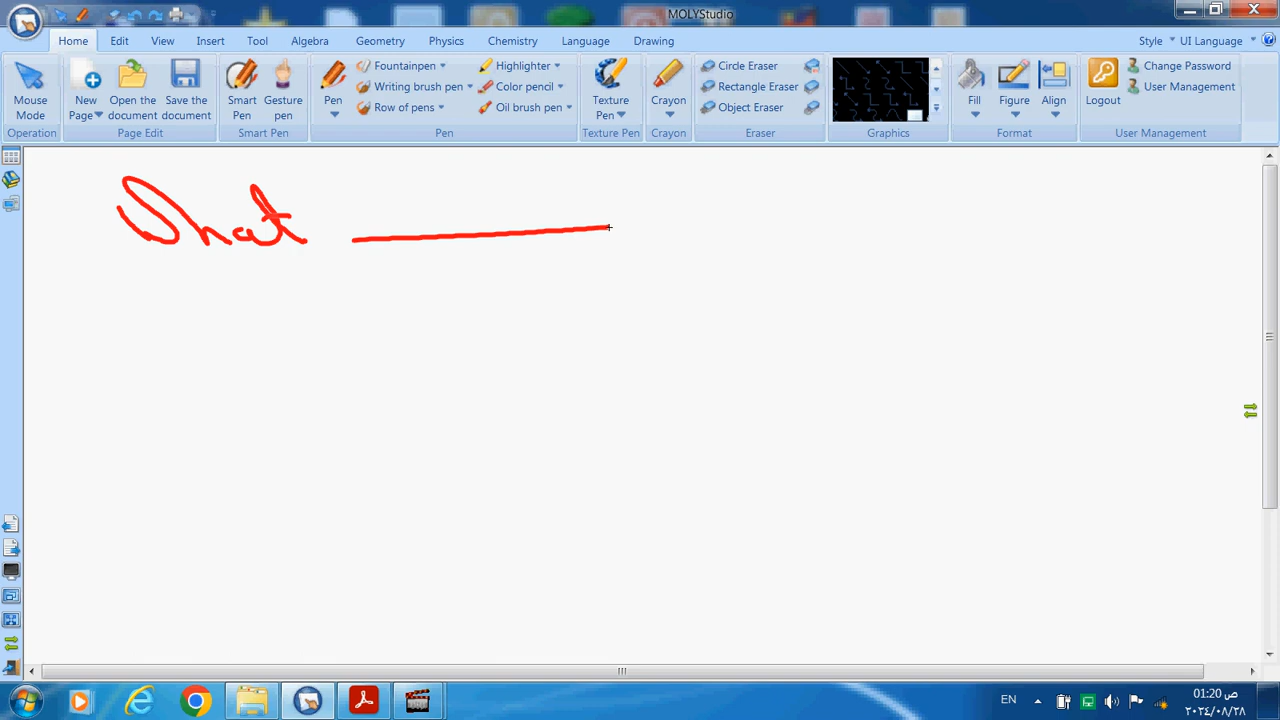 MOLYStudio
Home Edit View Insert Tool Algebra Geometry Physics Chemistry Language Drawing Style UI Language
Mouse Mode
Operation
New Page
Open the document
Save the document
Page Edit
Smart Pen
Gesture pen
Smart Pen
Pen
Fountainpen
Writing brush pen
Row of pens
Highlighter
Color pencil
Oil brush pen
Pen
Texture Pen
Texture Pen
Crayon
Crayon
Circle Eraser
Rectangle Eraser
Object Eraser
Eraser
Graphics
Fill
Figure
Align
Format
Logout
Change Password
User Management
User Management
What
EN
01:20 ص
٢٠٢٤/٠٨/٢٨